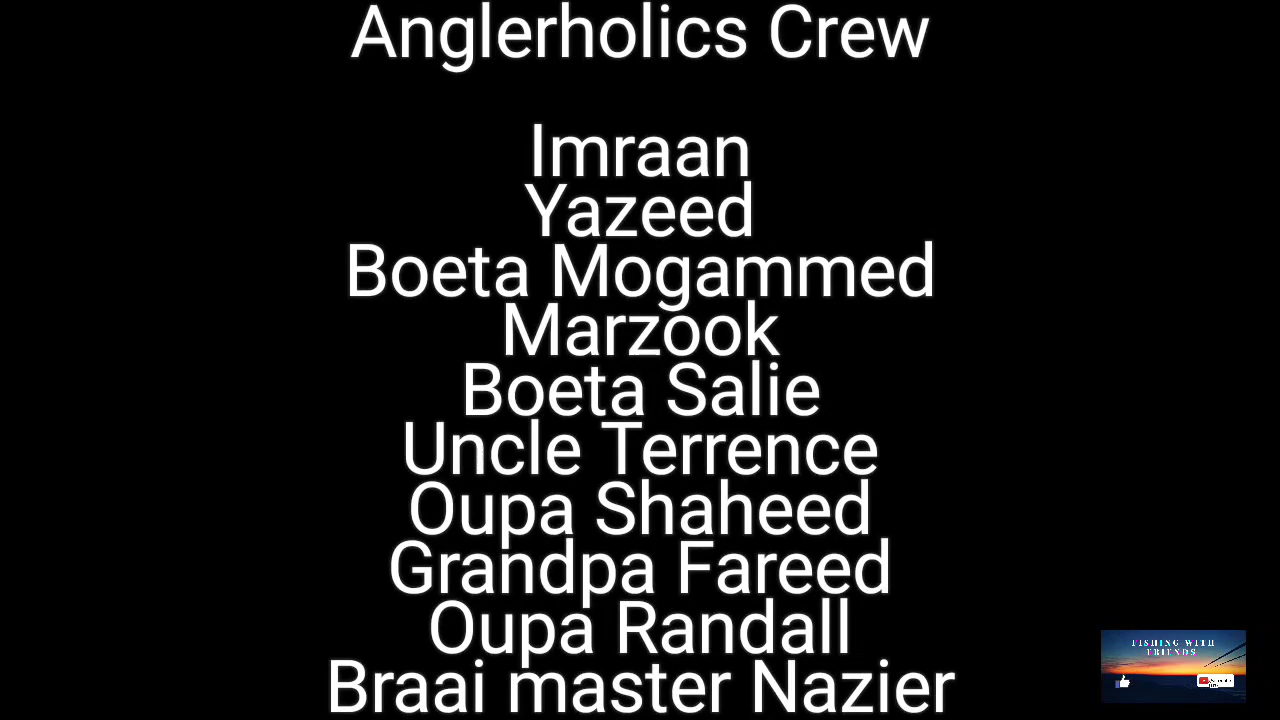 Anglerholics Crew
Imraan
Yazeed
Boeta Mogammed
Marzook
Boeta Salie
Uncle Terrence
Oupa Shaheed
Grandpa Fareed
Oupa Randall
Braai master Nazier
FISHING WITH
FRIENDS